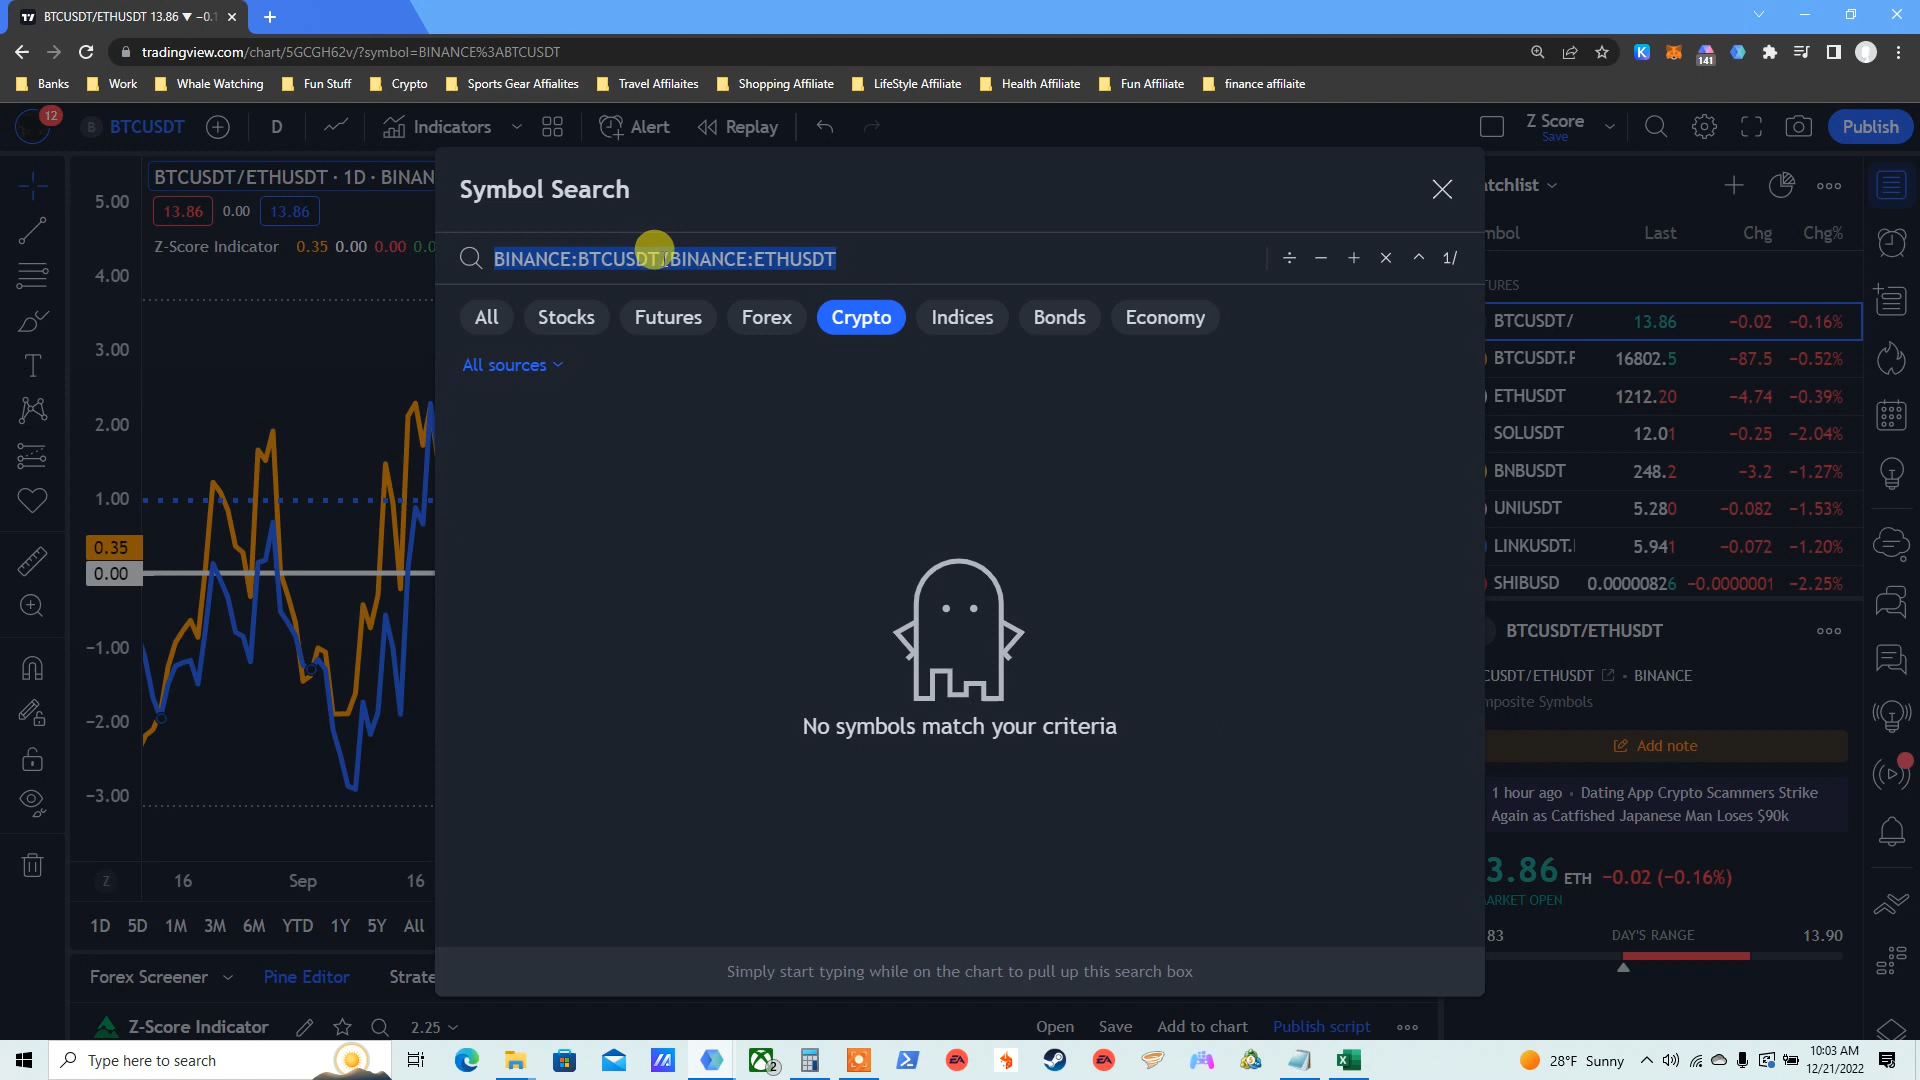 BTCUSDT/ETHUSDT 13.86 ▼ −0.1
tradingview.com/chart/5GCGH62v/?symbol=BINANCE%3ABTCUSDT
141
Banks
Work
Whale Watching
Fun Stuff
Crypto
Sports Gear Affialites
Travel Affilaites
Shopping Affiliate
LifeStyle Affiliate
Health Affiliate
Fun Affiliate
finance affilaite
12
B BTCUSDT
D
Indicators
Alert
Replay
Z Score
Save
Publish
BTCUSDT/ETHUSDT · 1D · BINAN
13.86 0.00 13.86
Z-Score Indicator 0.35 0.00 0.00 0.0
5.00
4.00
3.00
2.00
1.00
0.35
0.00
−1.00
−2.00
−3.00
Z
16
Sep
16
1D 5D 1M 3M 6M YTD 1Y 5Y All
Forex Screener
Pine Editor
Strate
Z-Score Indicator
2.25
Open
Save
Add to chart
Publish script
Symbol Search
BINANCE:BTCUSDT/BINANCE:ETHUSDT
÷ − + × ^ 1/
All
Stocks
Futures
Forex
Crypto
Indices
Bonds
Economy
All sources
No symbols match your criteria
Simply start typing while on the chart to pull up this search box
tchlist
mbol Last Chg Chg%
URES
BTCUSDT/ 13.86 −0.02 −0.16%
BTCUSDT.F 16802.5 −87.5 −0.52%
ETHUSDT 1212.20 −4.74 −0.39%
SOLUSDT 12.01 −0.25 −2.04%
BNBUSDT 248.2 −3.2 −1.27%
UNIUSDT 5.280 −0.082 −1.53%
LINKUSDT. 5.941 −0.072 −1.20%
SHIBUSD 0.00000826 −0.0000001 −2.25%
BTCUSDT/ETHUSDT
CUSDT/ETHUSDT • BINANCE
mposite Symbols
Add note
1 hour ago • Dating App Crypto Scammers Strike
Again as Catfished Japanese Man Loses $90k
3.86 ETH −0.02 (−0.16%)
ARKET OPEN
83 DAY'S RANGE 13.90
Type here to search
2
28°F Sunny
10:03 AM
12/21/2022